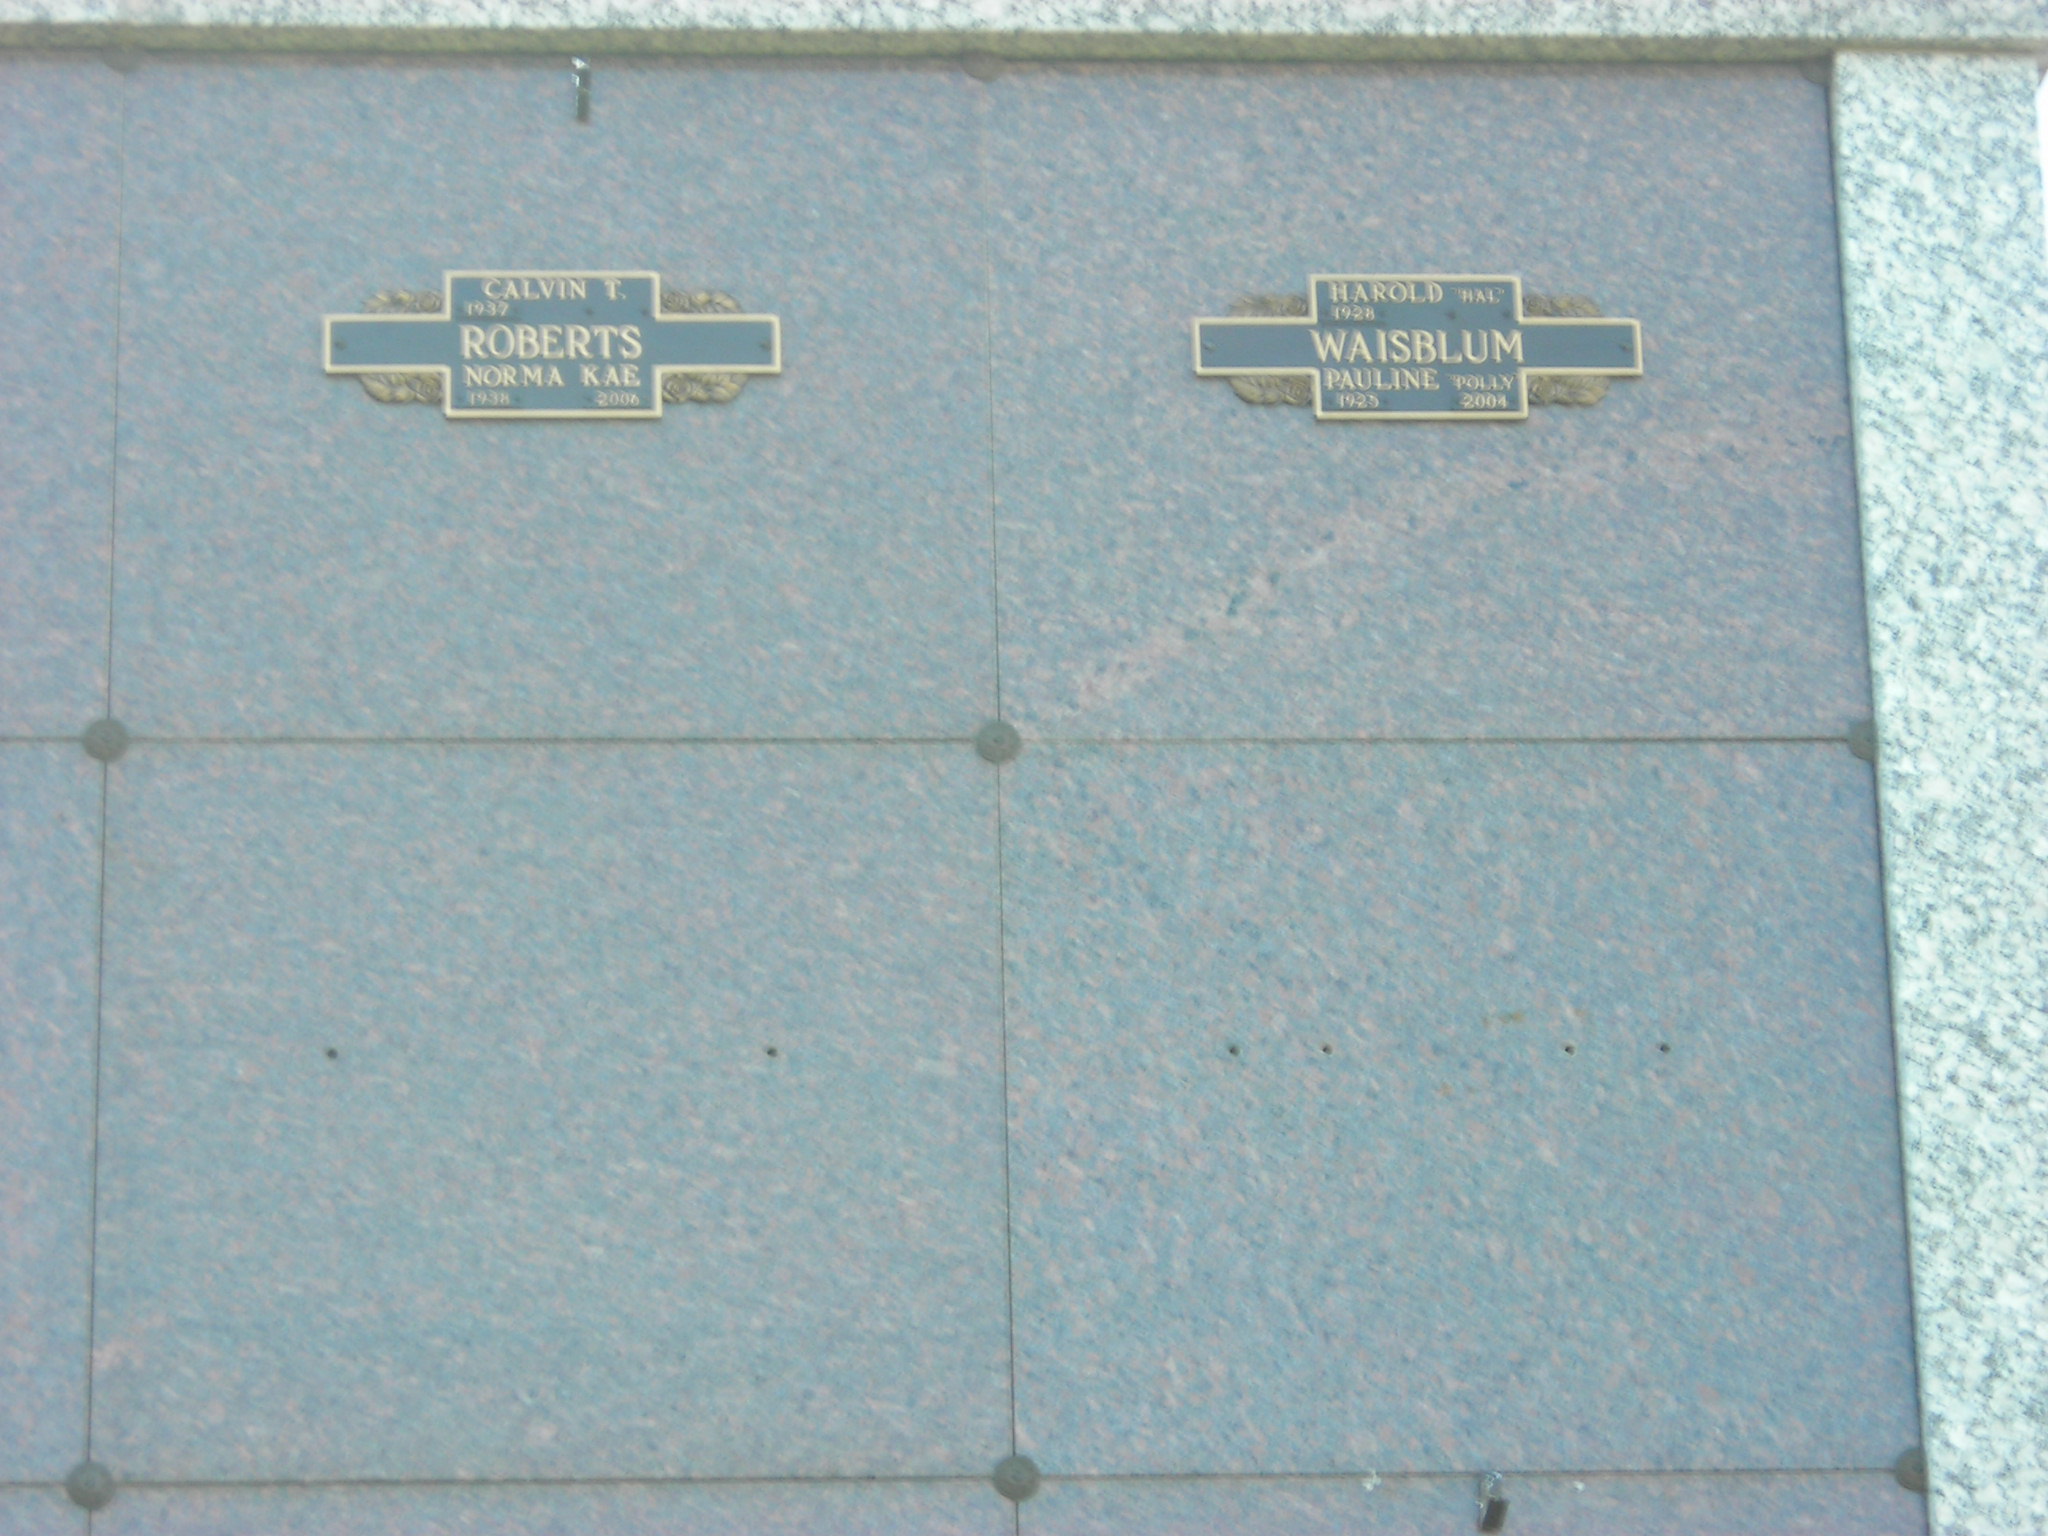 CALVIN T.
1937
ROBERTS
NORMA KAE
1938 2006
HAROLD "HAL"
1928
WAISBLUM
PAULINE "POLLY"
1925 2004